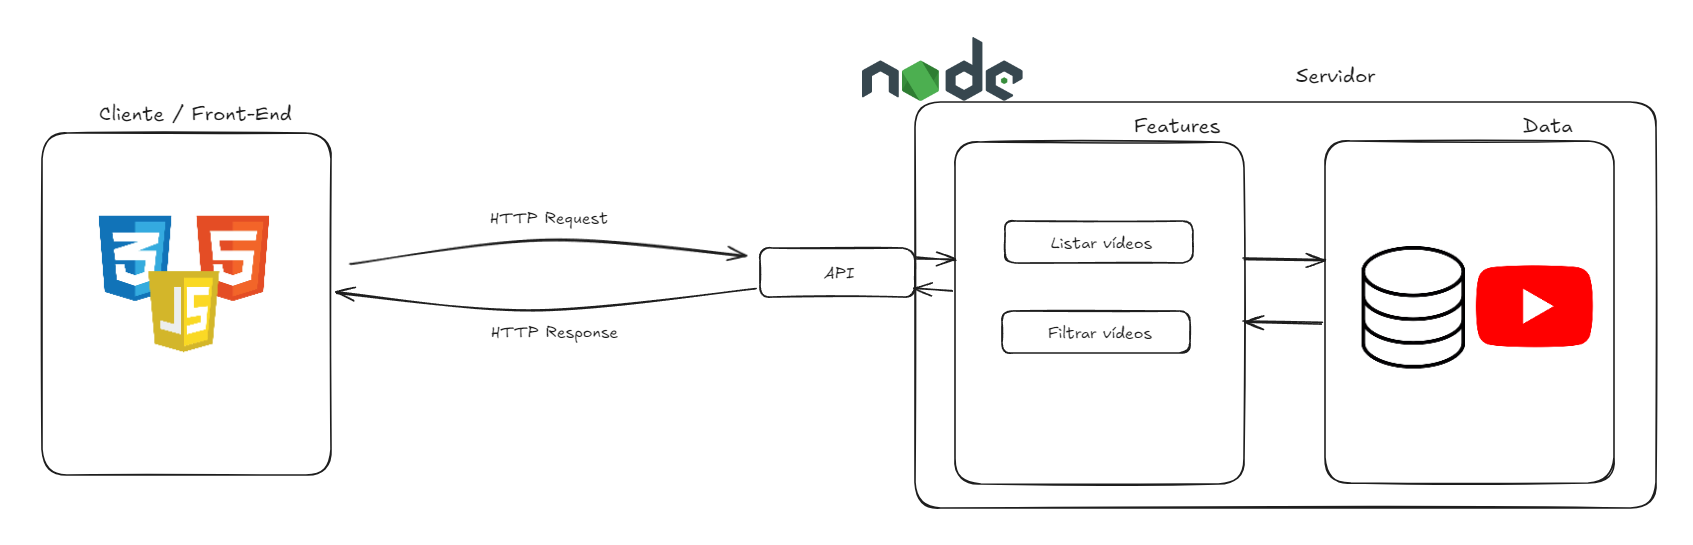 node
Servidor
Cliente / Front-End
Features
Data
HTTP Request
Listar vídeos
3
5
JS
API
HTTP Response
Filtrar vídeos